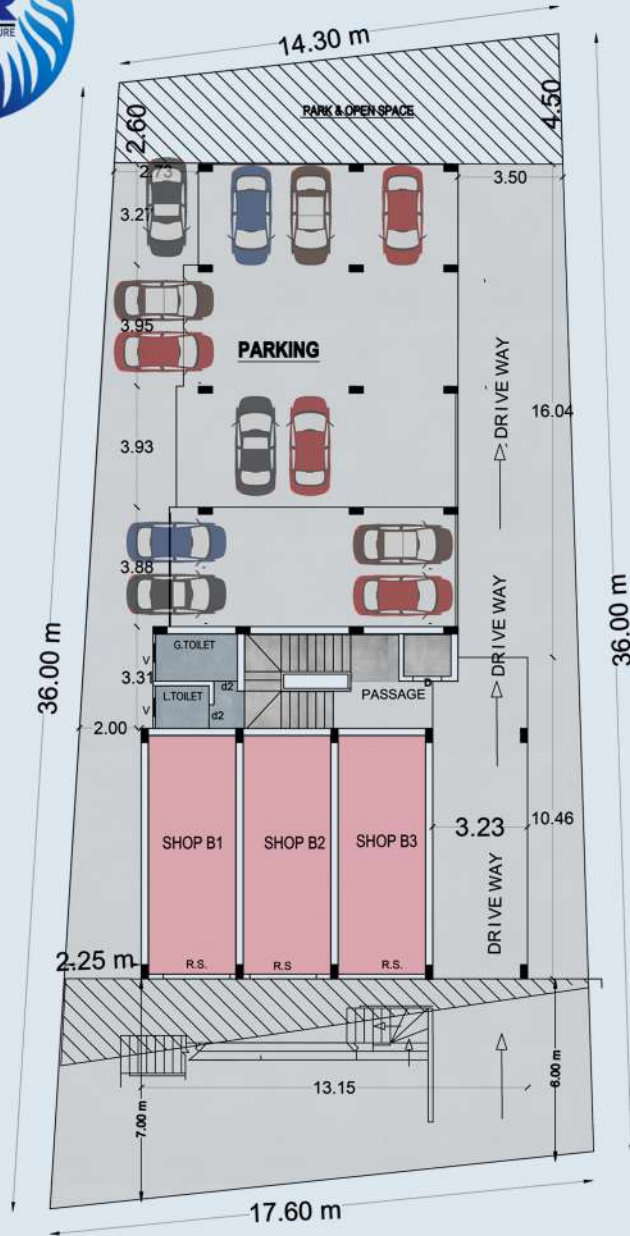 URE
14.30 m
2.60
4.50
PARK & OPEN SPACE
2.73
3.50
3.27
3.95
PARKING
DRIVE WAY
16.04
3.93
3.88
DRIVE WAY
36.00 m
36.00 m
G.TOILET
V
3.31
d2
D
L.TOILET
PASSAGE
V
d2
2.00
SHOP B1
SHOP B2
SHOP B3
3.23
10.46
DRIVE WAY
2.25 m
R.S.
R.S
R.S.
13.15
7.00 m
6.00 m
17.60 m